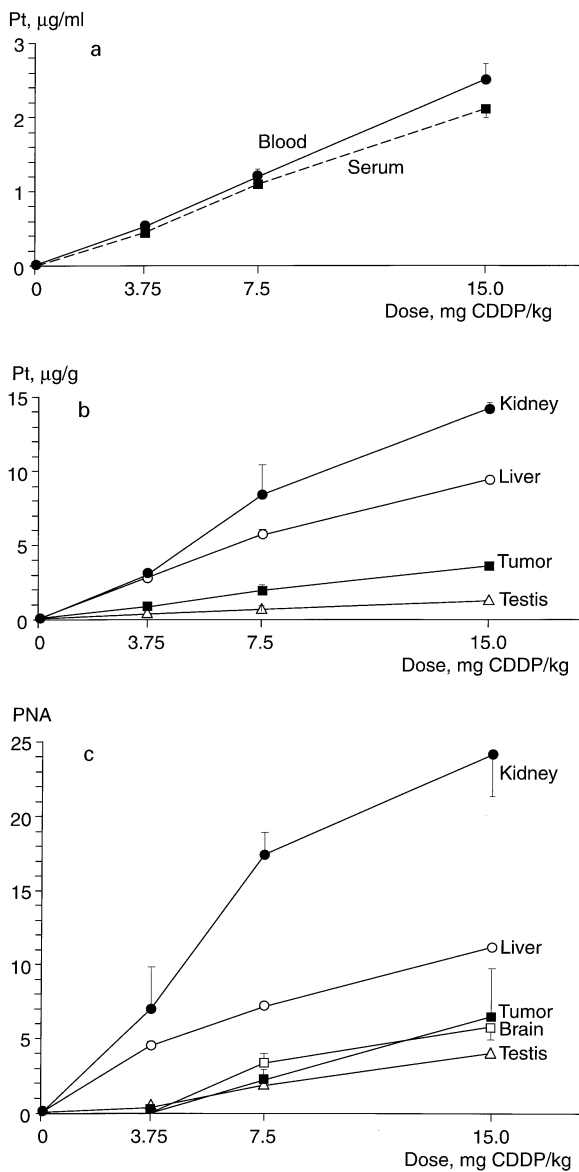 Pt, µg/ml
a
3
2
1
0
Blood
Serum
0 3.75 7.5 15.0
Dose, mg CDDP/kg
Pt, µg/g
b
15
10
5
0
Kidney
Liver
Tumor
Testis
0 3.75 7.5 15.0
Dose, mg CDDP/kg
PNA
c
25
20
15
10
5
0
Kidney
Liver
Tumor
Brain
Testis
0 3.75 7.5 15.0
Dose, mg CDDP/kg